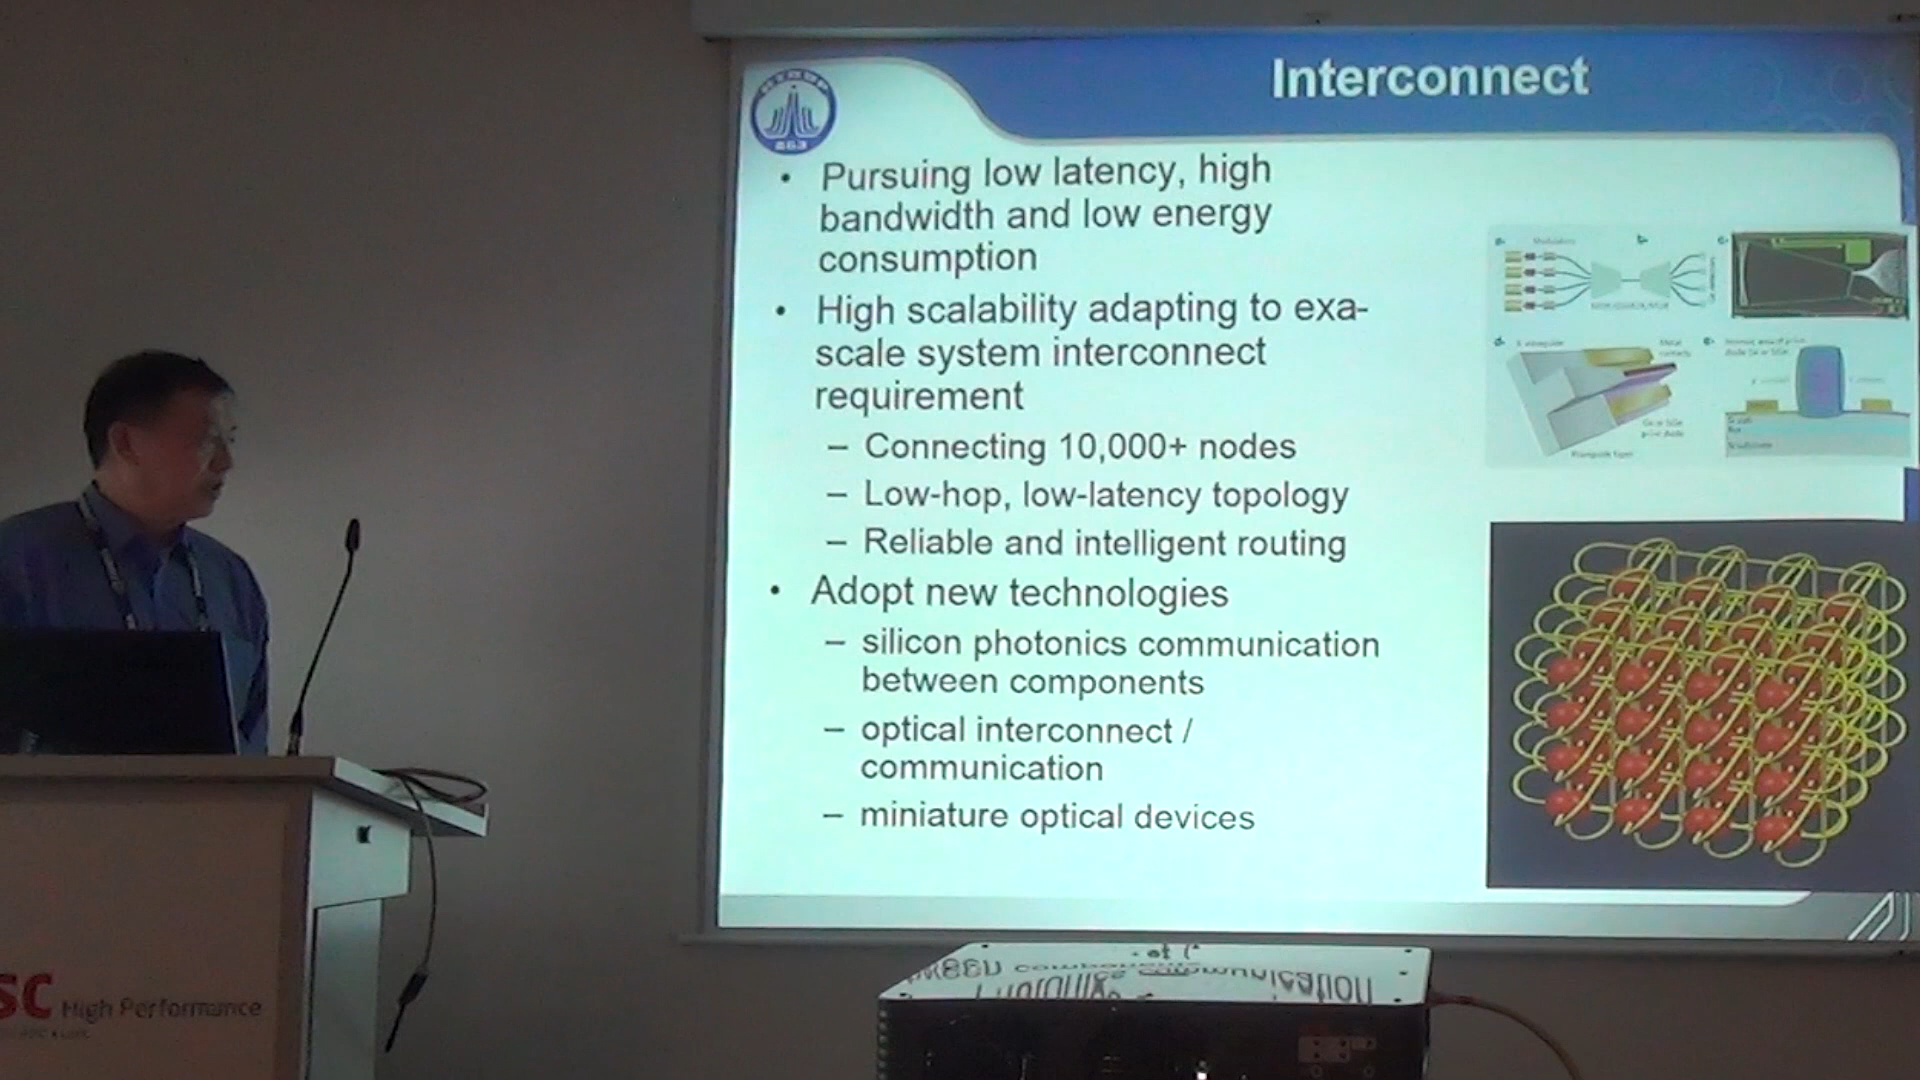 Interconnect
863
• Pursuing low latency, high
bandwidth and low energy
consumption
• High scalability adapting to exa-
scale system interconnect
requirement
– Connecting 10,000+ nodes
– Low-hop, low-latency topology
– Reliable and intelligent routing
• Adopt new technologies
– silicon photonics communication
between components
– optical interconnect /
communication
– miniature optical devices
Modulators
SC High Performance